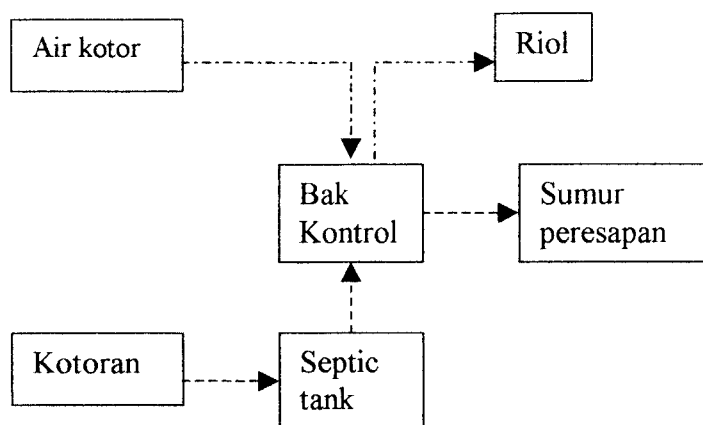 Air kotor
Riol
Bak
Kontrol
Sumur
peresapan
Kotoran
Septic
tank